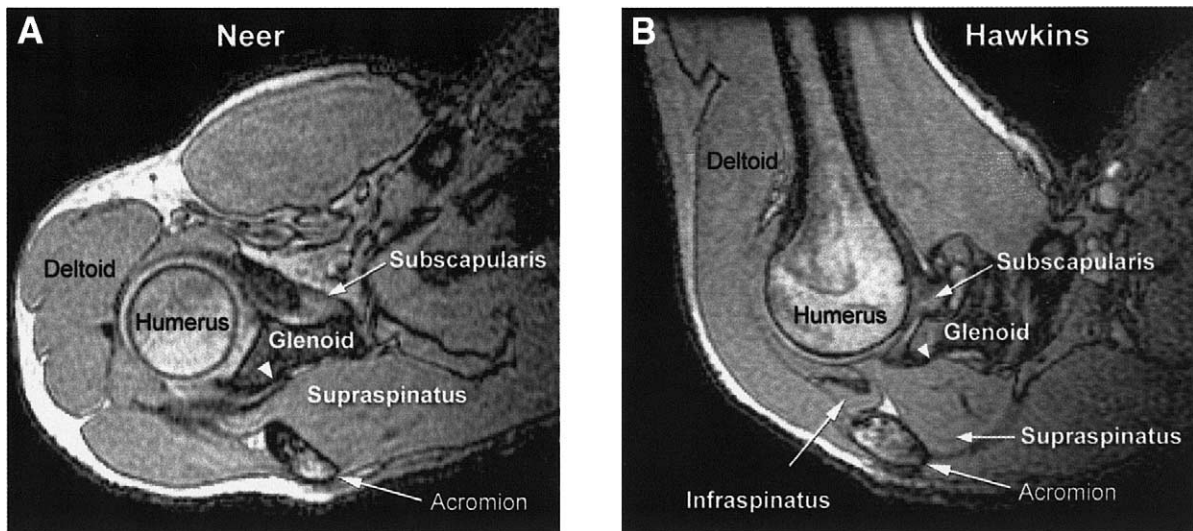 A
Neer
Deltoid
Subscapularis
Humerus
Glenoid
Supraspinatus
Acromion
B
Hawkins
Deltoid
Subscapularis
Humerus
Glenoid
Supraspinatus
Infraspinatus
Acromion